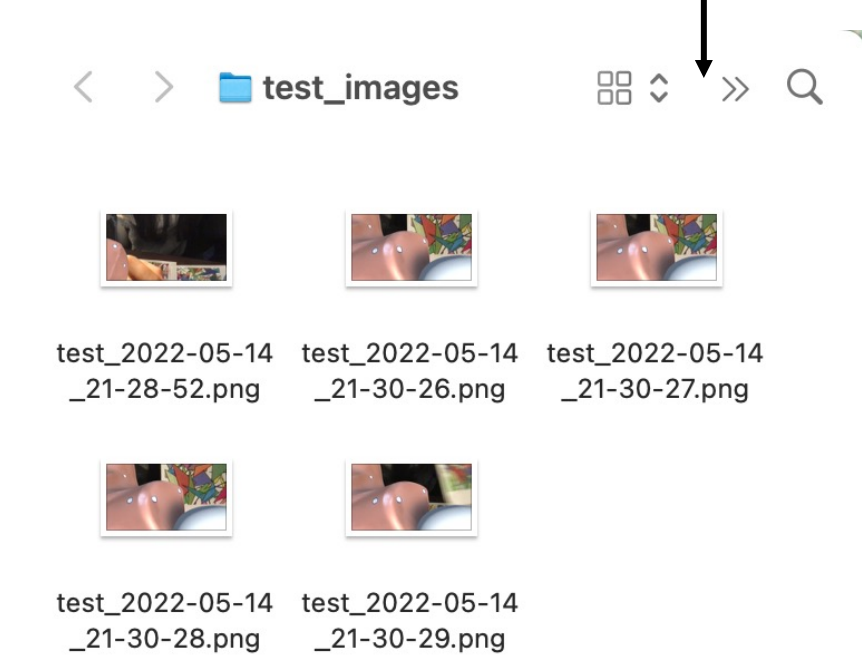 test_images
test_2022-05-14 test_2022-05-14 test_2022-05-14
_21-28-52.png _21-30-26.png _21-30-27.png
test_2022-05-14 test_2022-05-14
_21-30-28.png _21-30-29.png